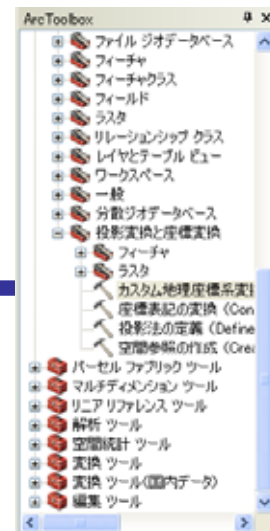 ArcToolbox
ファイル ジオデータベース
フィーチャ
フィーチャクラス
フィールド
ラスタ
リレーションシップ クラス
レイヤとテーブル ビュー
ワークスペース
一般
分散ジオデータベース
投影変換と座標変換
フィーチャ
ラスタ
カスタム地理座標系変
座標表記の変換 (Con
投影法の定義 (Define
空間参照の作成 (Crea
パーセル ファブリック ツール
マルチディメンション ツール
リニア リファレンス ツール
解析 ツール
空間統計 ツール
変換 ツール
変換 ツール(国内データ)
編集 ツール